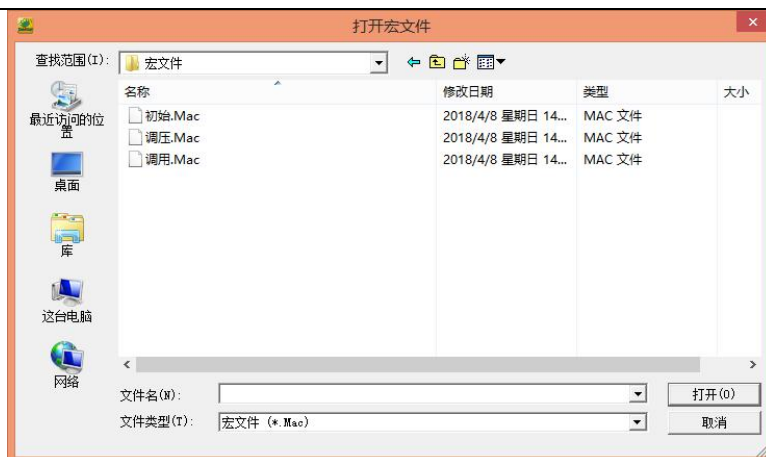 打开宏文件
查找范围(I): 宏文件
名称 修改日期 类型 大小
初始.Mac 2018/4/8 星期日 14... MAC 文件
调压.Mac 2018/4/8 星期日 14... MAC 文件
调用.Mac 2018/4/8 星期日 14... MAC 文件
最近访问的位
置
桌面
库
这台电脑
网络
文件名(N): 打开(O)
文件类型(T): 宏文件 (*.Mac) 取消